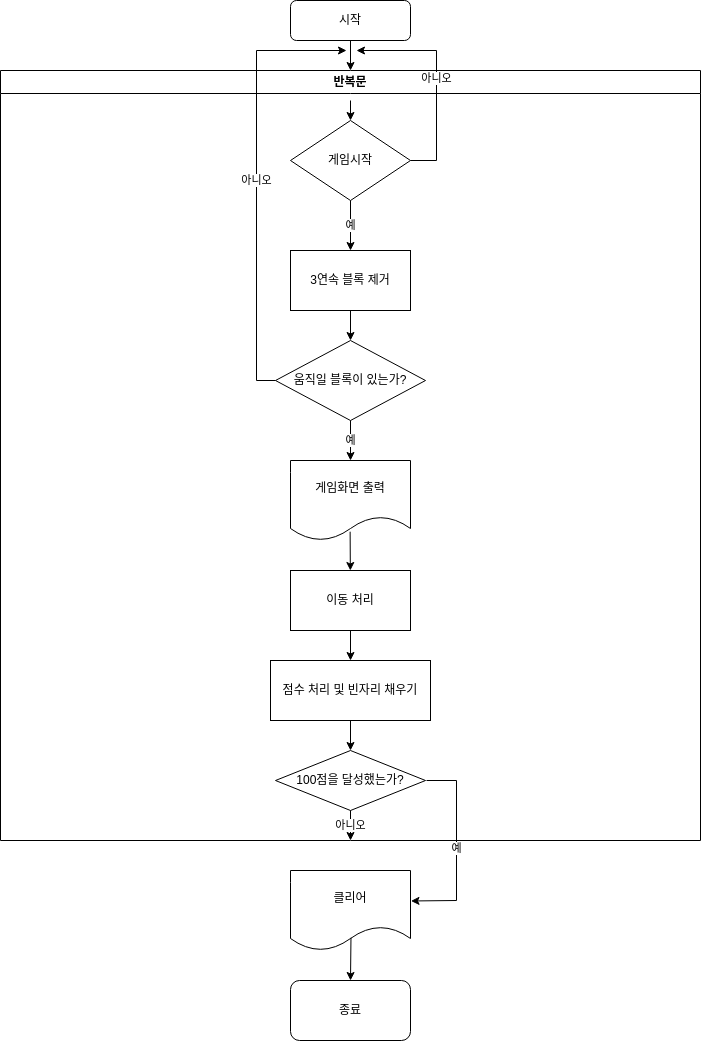 시작
반복문
아니오
게임시작
아니오
예
3연속 블록 제거
움직일 블록이 있는가?
예
게임화면 출력
이동 처리
점수 처리 및 빈자리 채우기
100점을 달성했는가?
아니오
예
클리어
종료